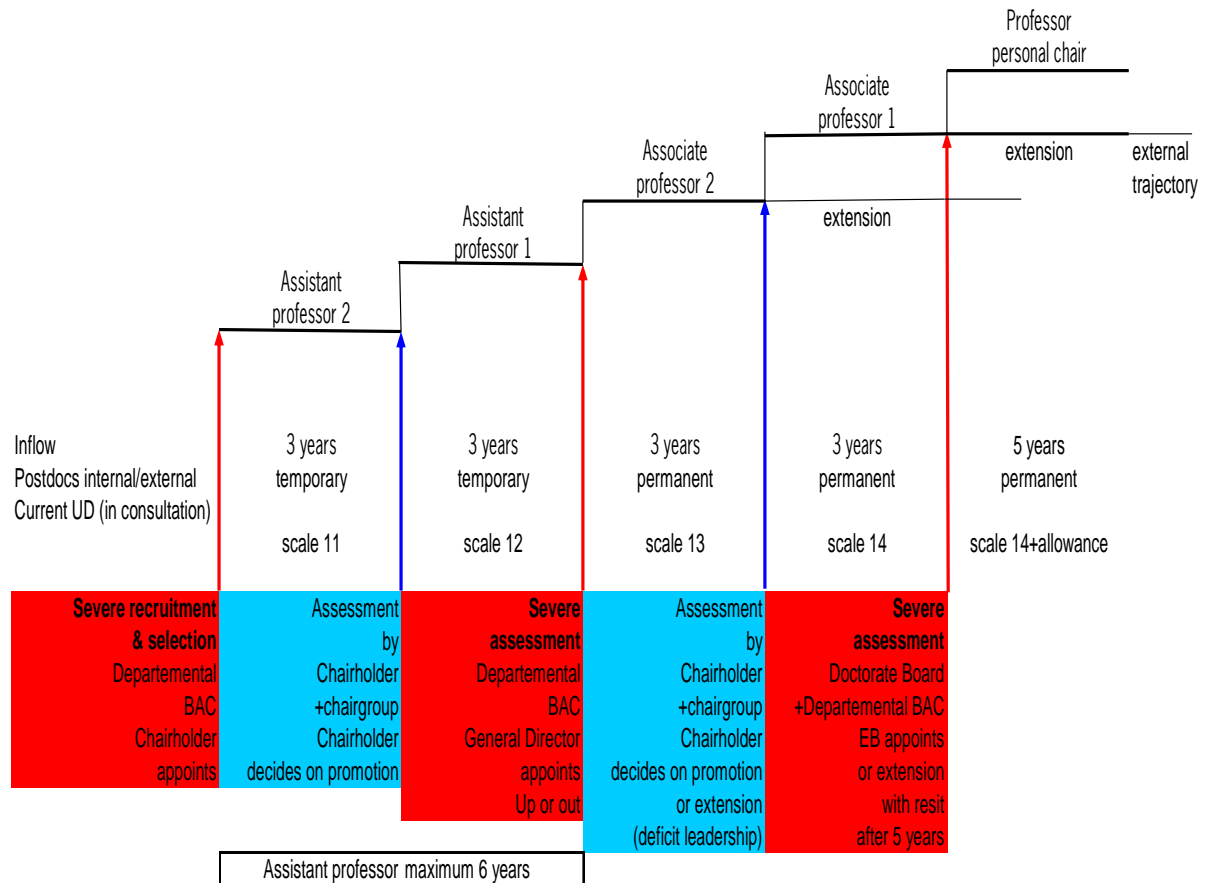 Professor
personal chair
Associate
professor 1
extension
external
trajectory
Associate
professor 2
extension
Assistant
professor 1
Assistant
professor 2
Inflow
Postdocs internal/external
Current UD (in consultation)
3 years
temporary
scale 11
3 years
temporary
scale 12
3 years
permanent
scale 13
3 years
permanent
scale 14
5 years
permanent
scale 14+allowance
Severe recruitment
& selection
Departemental
BAC
Chairholder
appoints
Assessment
by
Chairholder
+chairgroup
Chairholder
decides on promotion
Severe
assessment
Departemental
BAC
General Director
appoints
Up or out
Assessment
by
Chairholder
+chairgroup
Chairholder
decides on promotion
or extension
(deficit leadership)
Severe
assessment
Doctorate Board
+Departemental BAC
EB appoints
or extension
with resit
after 5 years
Assistant professor maximum 6 years